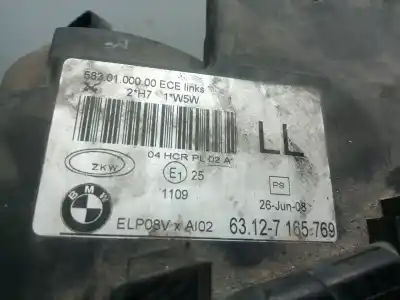 583.01.000.00 ECE links
2*H7 1*W5W
LL
04 HCR PL 02 A
ZKW
E1 25
PS
1109
26-Jun-08
BMW
ELP08V x AI02
63.12-7 165 769